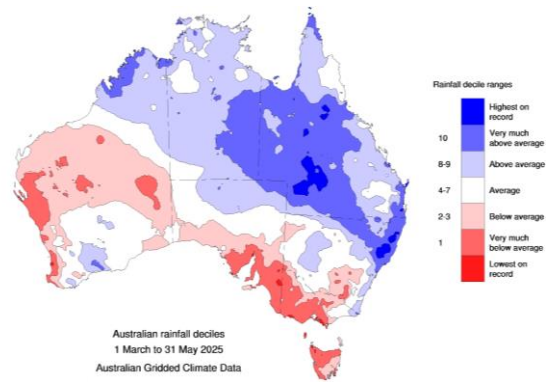 Rainfall decile ranges
Highest on
record
10
Very much
above average
8-9
Above average
4-7
Average
2-3
Below average
1
Very much
below average
Lowest on
record
Australian rainfall deciles
1 March to 31 May 2025
Australian Gridded Climate Data